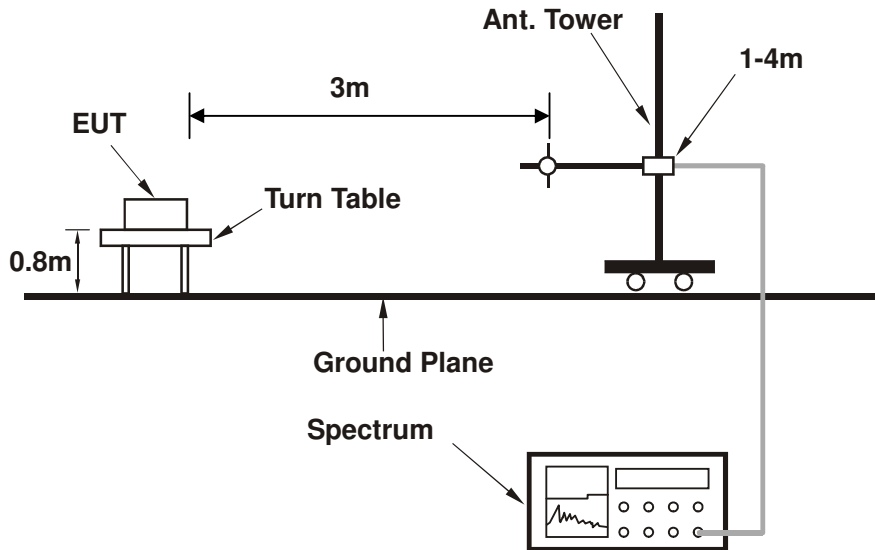 Ant. Tower
1-4m
3m
EUT
Turn Table
0.8m
Ground Plane
Spectrum